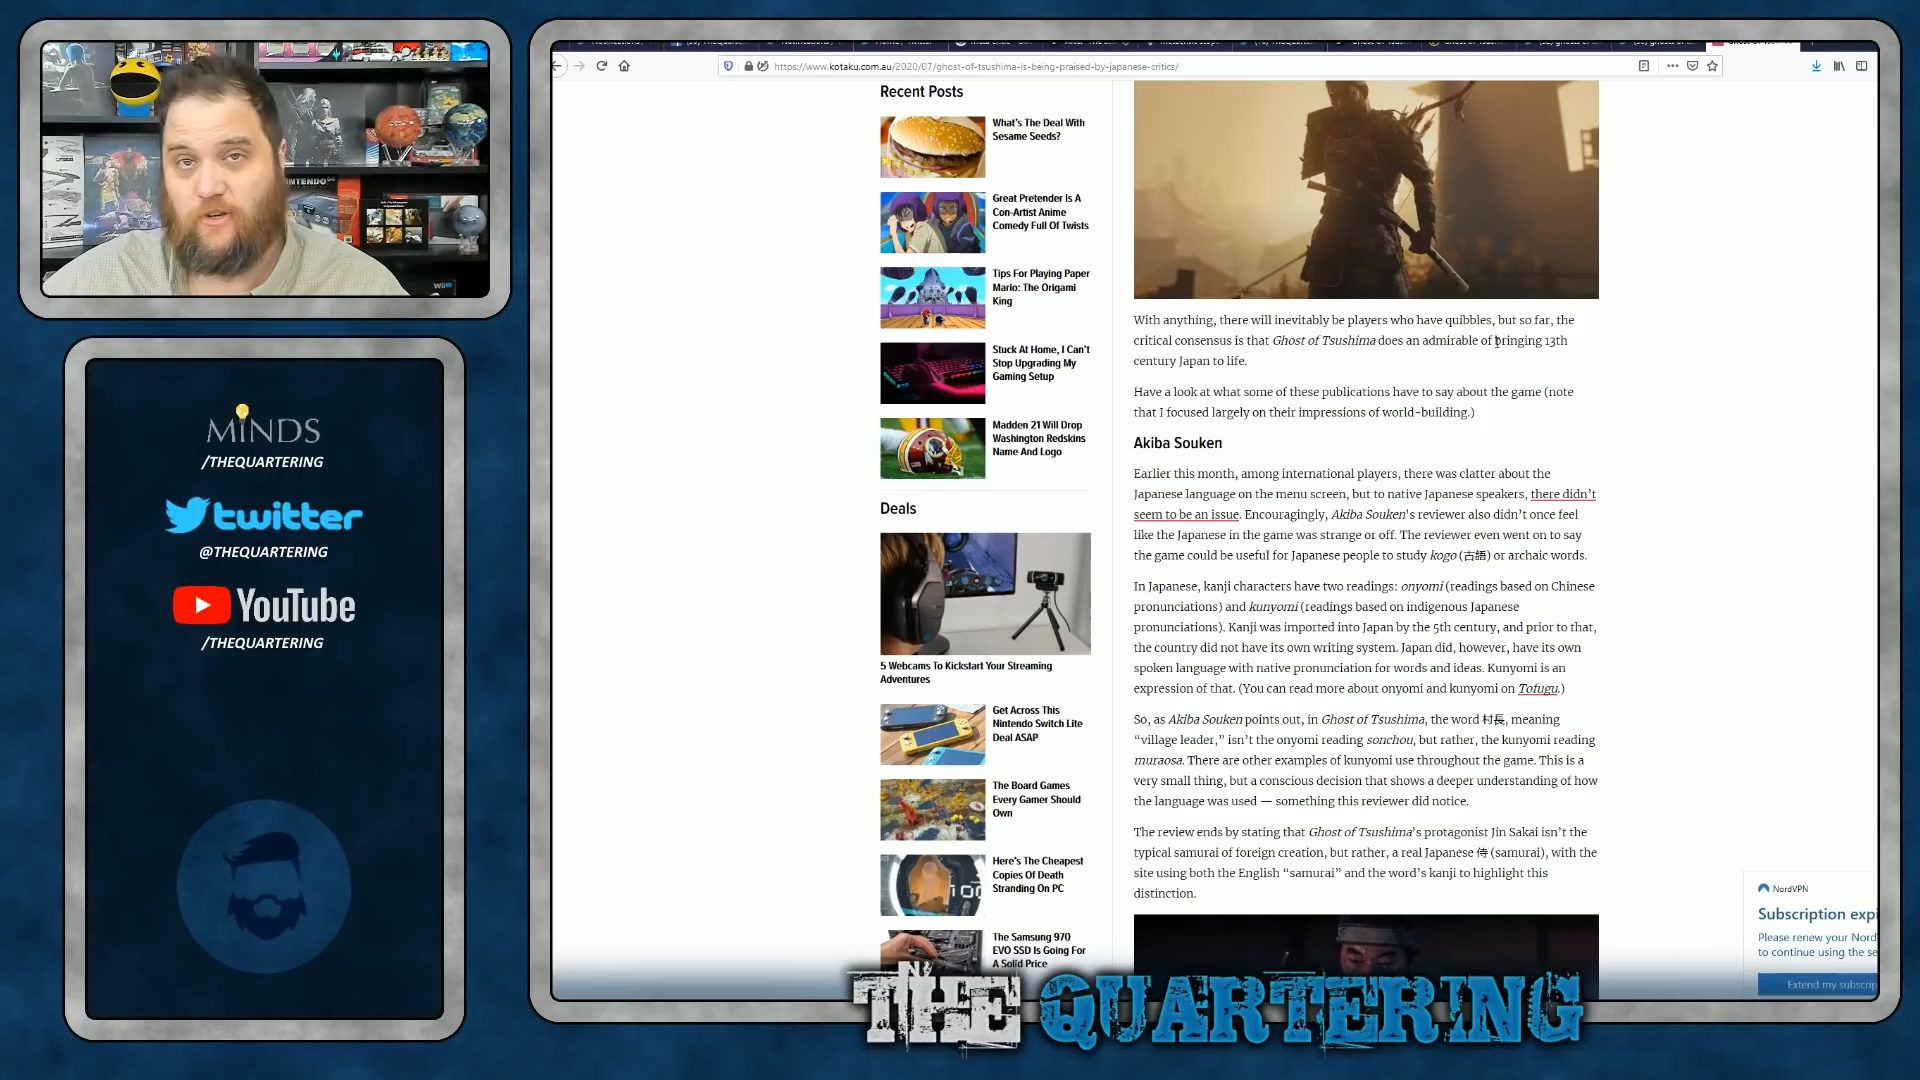 https://www.kotaku.com.au/2020/07/ghost-of-tsushima-is-being-praised-by-japanese-critics/
NINTENDO64
Wii
MINDS
/THEQUARTERING
twitter
@THEQUARTERING
YouTube
/THEQUARTERING
Recent Posts
What's The Deal With
Sesame Seeds?
Great Pretender Is A
Con-Artist Anime
Comedy Full Of Twists
Tips For Playing Paper
Mario: The Origami
King
Stuck At Home, I Can't
Stop Upgrading My
Gaming Setup
Madden 21 Will Drop
Washington Redskins
Name And Logo
Deals
5 Webcams To Kickstart Your Streaming
Adventures
Get Across This
Nintendo Switch Lite
Deal ASAP
The Board Games
Every Gamer Should
Own
Here's The Cheapest
Copies Of Death
Stranding On PC
The Samsung 970
EVO SSD Is Going For
A Solid Price
With anything, there will inevitably be players who have quibbles, but so far, the
critical consensus is that Ghost of Tsushima does an admirable of bringing 13th
century Japan to life.
Have a look at what some of these publications have to say about the game (note
that I focused largely on their impressions of world-building.)
Akiba Souken
Earlier this month, among international players, there was clatter about the
Japanese language on the menu screen, but to native Japanese speakers, there didn't
seem to be an issue. Encouragingly, Akiba Souken's reviewer also didn't once feel
like the Japanese in the game was strange or off. The reviewer even went on to say
the game could be useful for Japanese people to study kogo (古語) or archaic words.
In Japanese, kanji characters have two readings: onyomi (readings based on Chinese
pronunciations) and kunyomi (readings based on indigenous Japanese
pronunciations). Kanji was imported into Japan by the 5th century, and prior to that,
the country did not have its own writing system. Japan did, however, have its own
spoken language with native pronunciation for words and ideas. Kunyomi is an
expression of that. (You can read more about onyomi and kunyomi on Tofugu.)
So, as Akiba Souken points out, in Ghost of Tsushima, the word 村長, meaning
“village leader,” isn't the onyomi reading sonchou, but rather, the kunyomi reading
muraosa. There are other examples of kunyomi use throughout the game. This is a
very small thing, but a conscious decision that shows a deeper understanding of how
the language was used — something this reviewer did notice.
The review ends by stating that Ghost of Tsushima's protagonist Jin Sakai isn't the
typical samurai of foreign creation, but rather, a real Japanese 侍 (samurai), with the
site using both the English “samurai” and the word's kanji to highlight this
distinction.
NordVPN
Subscription expi
Please renew your Nord
to continue using the se
Extend my subscrip
THE QUARTERING